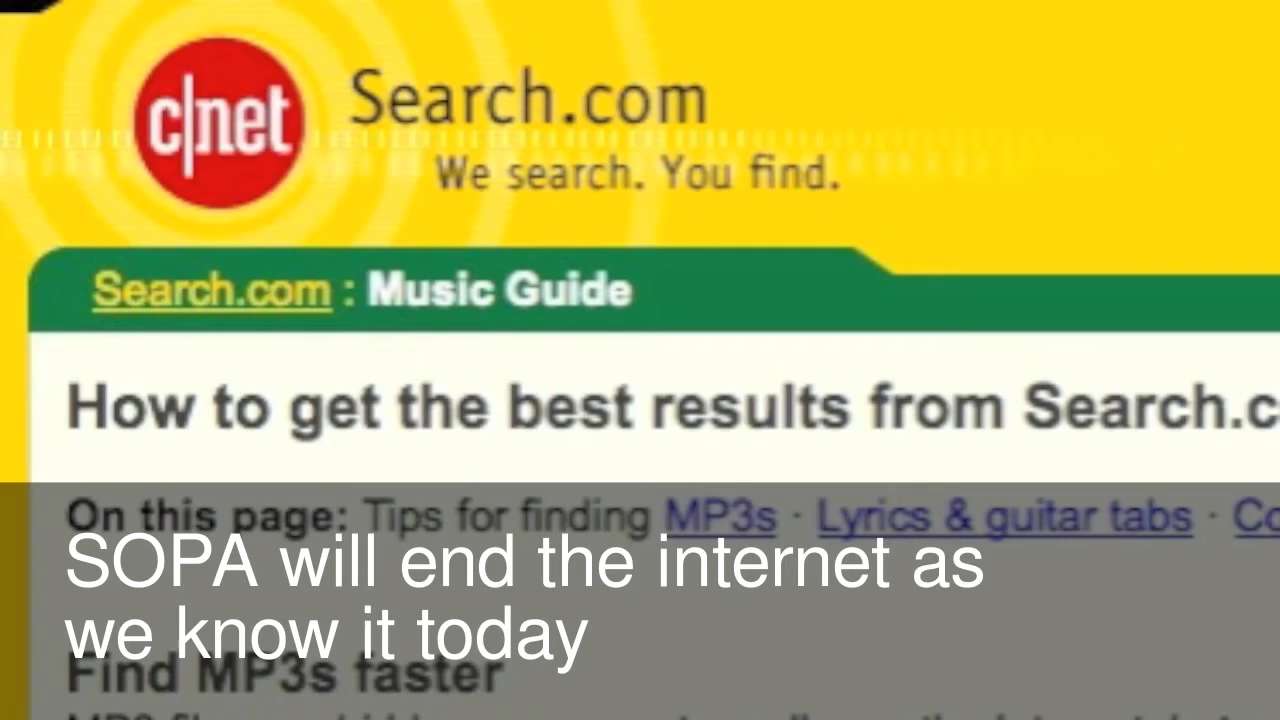 c|net
Search.com
We search. You find.
Search.com : Music Guide
How to get the best results from Search.c
On this page: Tips for finding MP3s · Lyrics & guitar tabs · Co
SOPA will end the internet as
we know it today
Find MP3s faster